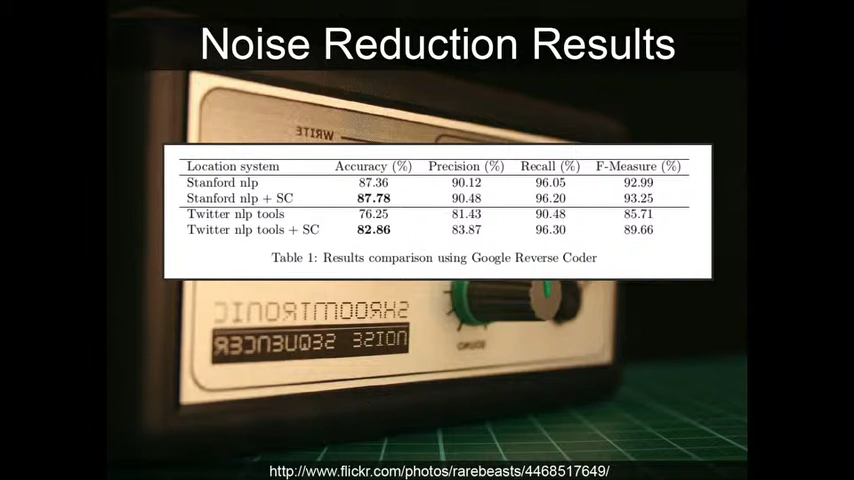 Noise Reduction Results
WRITE
Location system Accuracy (%) Precision (%) Recall (%) F-Measure (%)
Stanford nlp 87.36 90.12 96.05 92.99
Stanford nlp + SC 87.78 90.48 96.20 93.25
Twitter nlp tools 76.25 81.43 90.48 85.71
Twitter nlp tools + SC 82.86 83.87 96.30 89.66
Table 1: Results comparison using Google Reverse Coder
SHROOMTRONIC
NOISE SEQUENCER
http://www.flickr.com/photos/rarebeasts/4468517649/